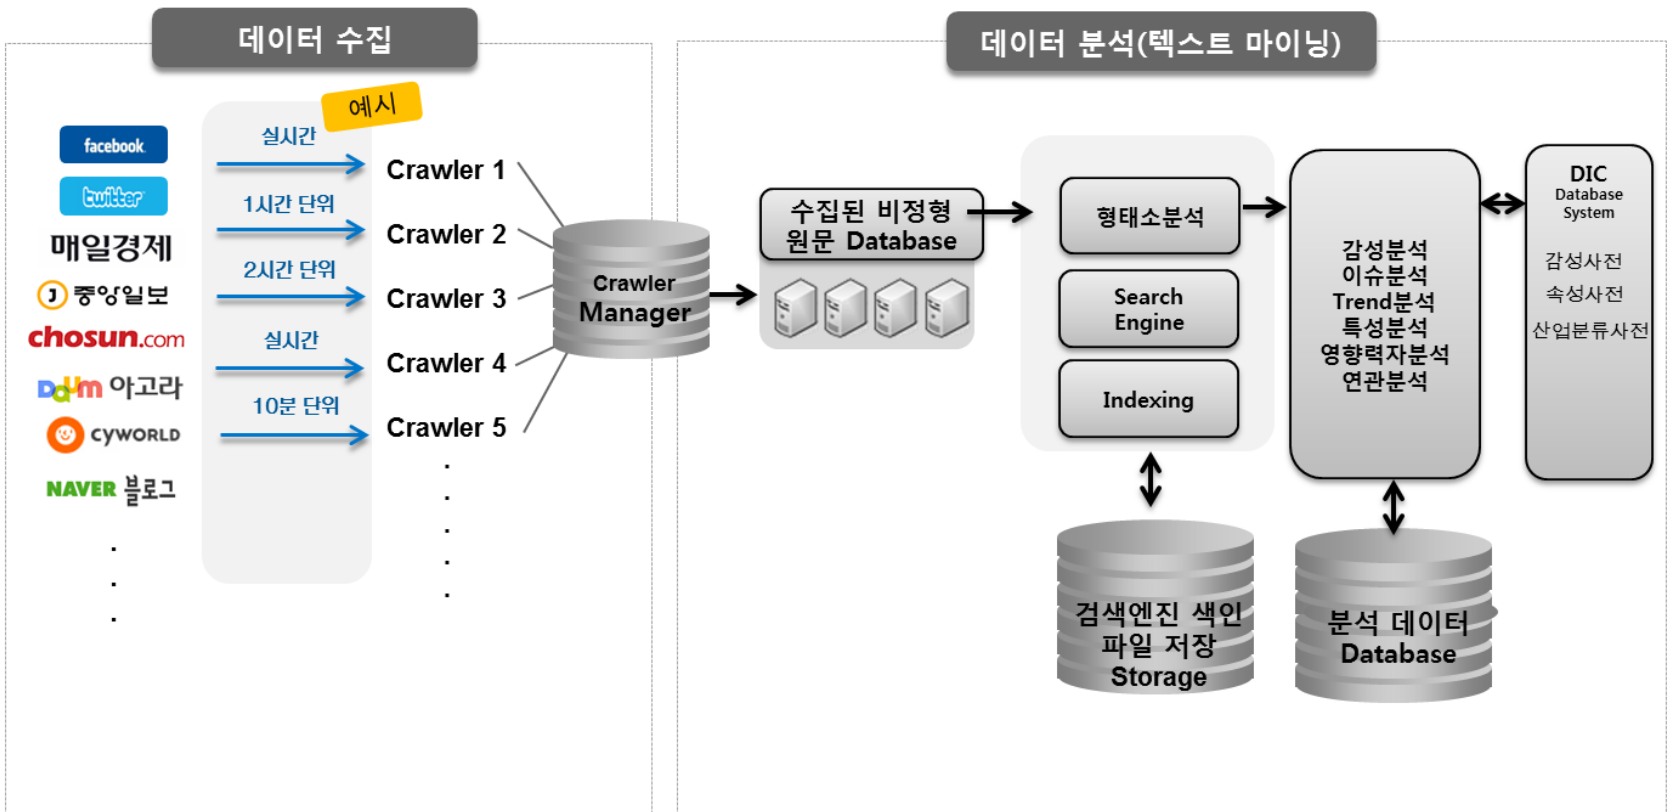 데이터 수집
예시
facebook
twitter
매일경제
중앙일보
chosun.com
Daum 아고라
CYWORLD
NAVER 블로그
실시간
1시간 단위
2시간 단위
실시간
10분 단위
Crawler 1
Crawler 2
Crawler 3
Crawler 4
Crawler 5
Crawler
Manager
데이터 분석(텍스트 마이닝)
수집된 비정형
원문 Database
형태소분석
Search
Engine
Indexing
검색엔진 색인
파일 저장
Storage
감성분석
이슈분석
Trend분석
특성분석
영향력자분석
연관분석
분석 데이터
Database
DIC
Database
System
감성사전
속성사전
산업분류사전